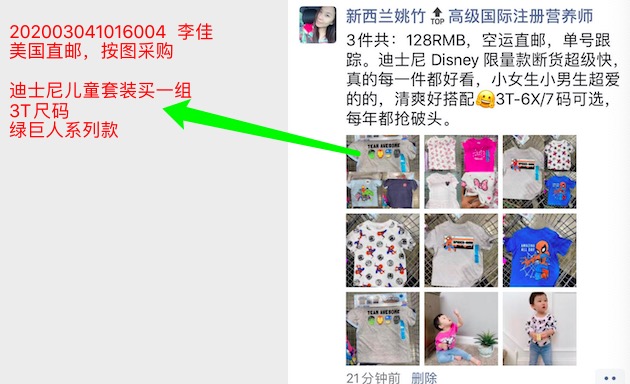 202003041016004 李佳
美国直邮，按图采购
迪士尼儿童套装买一组
3T尺码
绿巨人系列款
新西兰姚竹 TOP 高级国际注册营养师
3件共：128RMB，空运直邮，单号跟
踪。迪士尼 Disney 限量款断货超级快，
真的每一件都好看，小女生小男生超爱
的的，清爽好搭配3T-6X/7码可选，
每年都抢破头。
TEAM AWESOME
TEAM AWESOME
21分钟前 删除